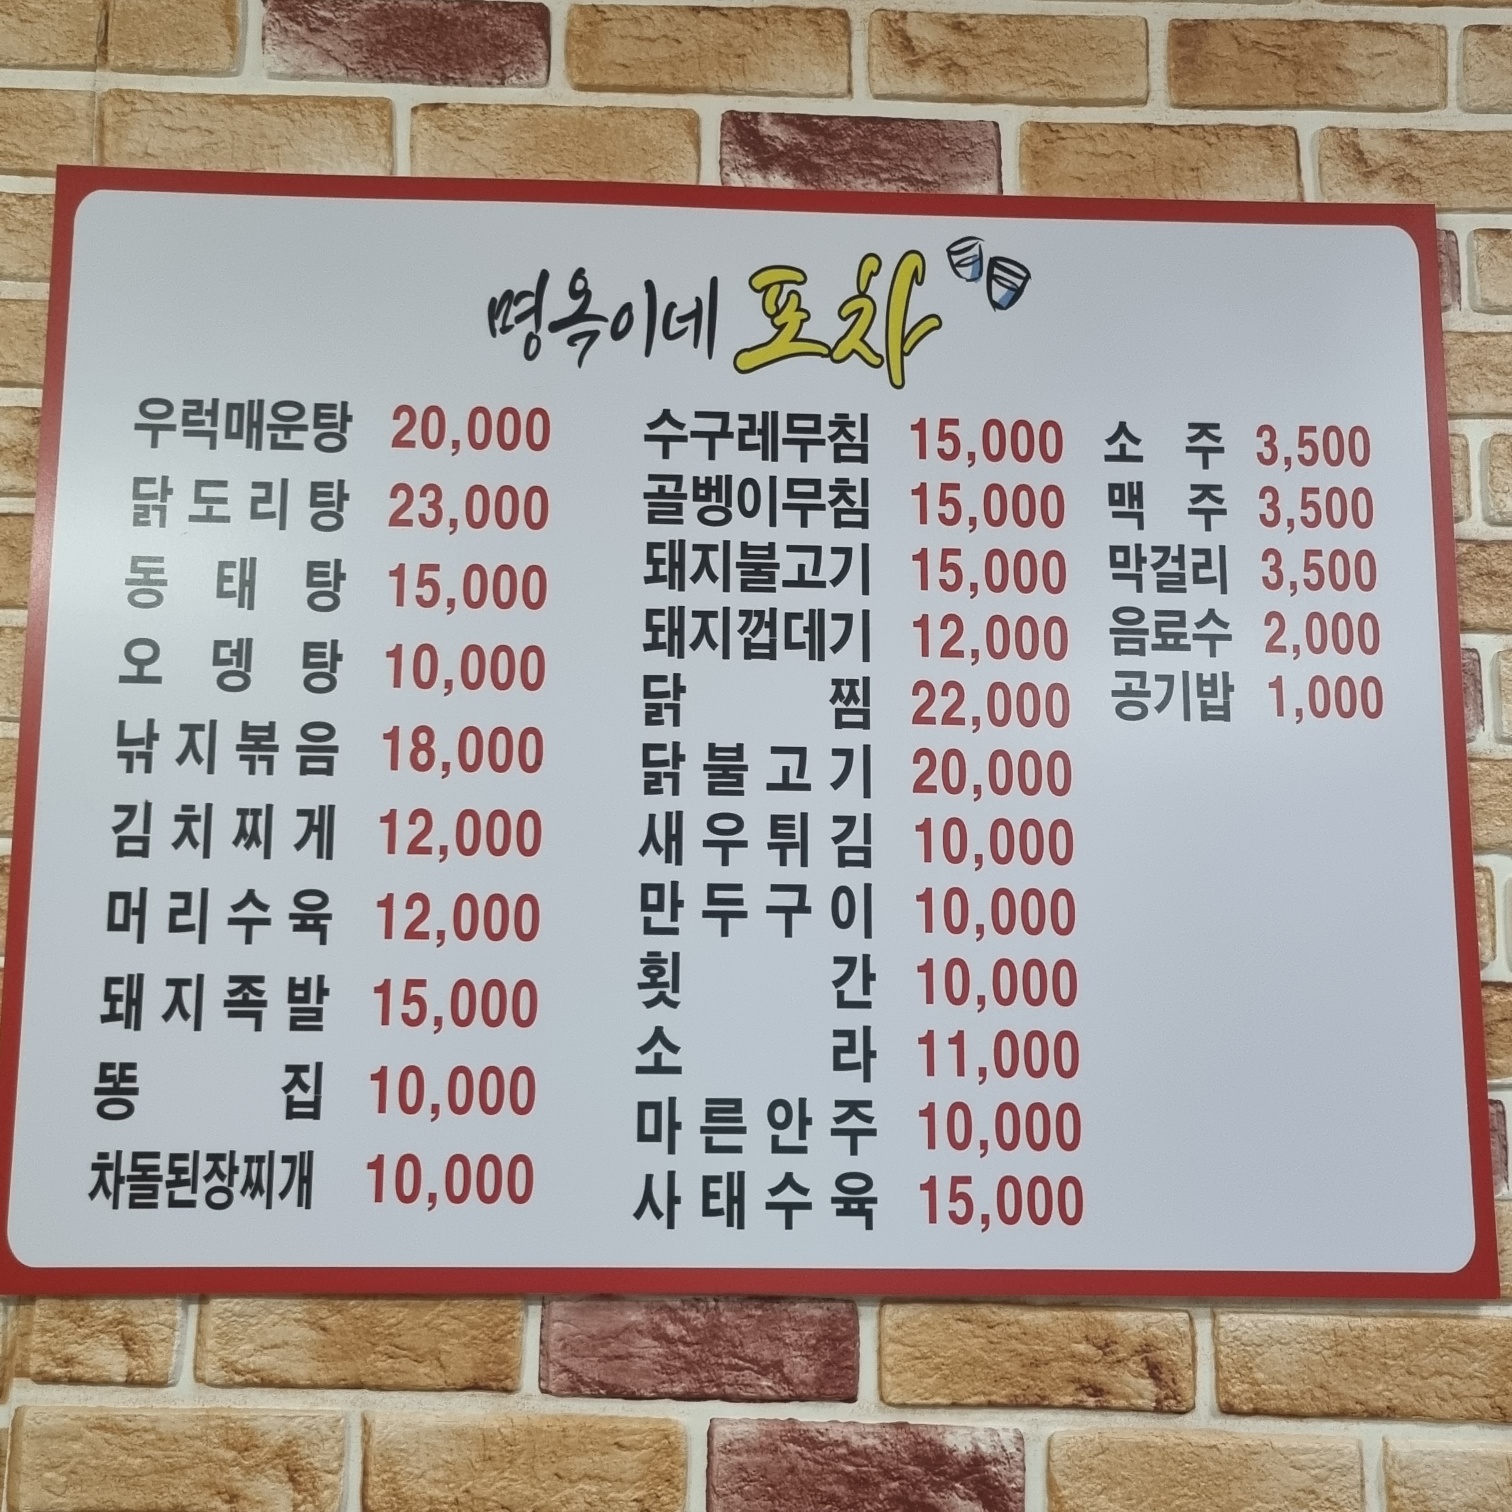 명옥이네 포차
우럭매운탕 20,000
닭도리탕 23,000
동태탕 15,000
오뎅탕 10,000
낚지볶음 18,000
김치찌게 12,000
머리수육 12,000
돼지족발 15,000
똥집 10,000
차돌된장찌개 10,000
수구레무침 15,000
골벵이무침 15,000
돼지불고기 15,000
돼지껍데기 12,000
닭찜 22,000
닭불고기 20,000
새우튀김 10,000
만두구이 10,000
횟간 10,000
소라 11,000
마른안주 10,000
사태수육 15,000
소주 3,500
맥주 3,500
막걸리 3,500
음료수 2,000
공기밥 1,000